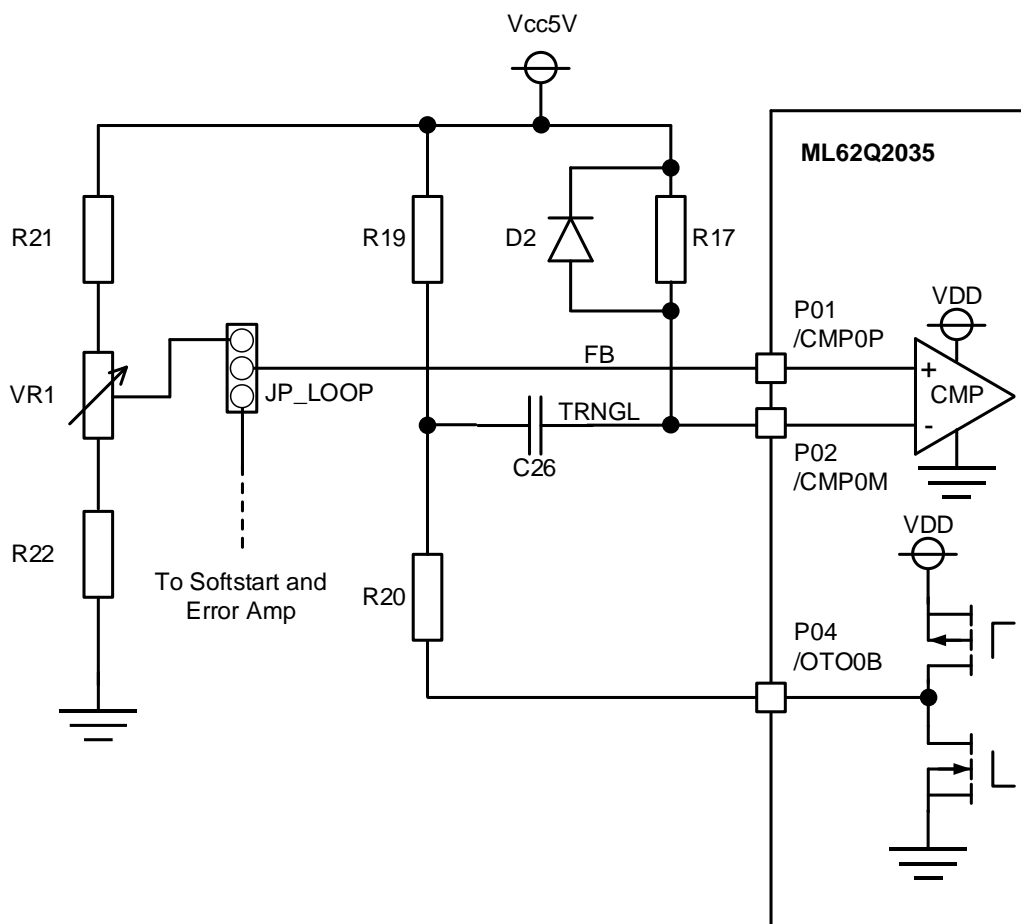 Vcc5V
ML62Q2035
R21
R19
D2
R17
VDD
P01
/CMP0P
FB
+
CMP
-
VR1
JP_LOOP
TRNGL
C26
P02
/CMP0M
R22
To Softstart and
Error Amp
R20
VDD
P04
/OTO0B